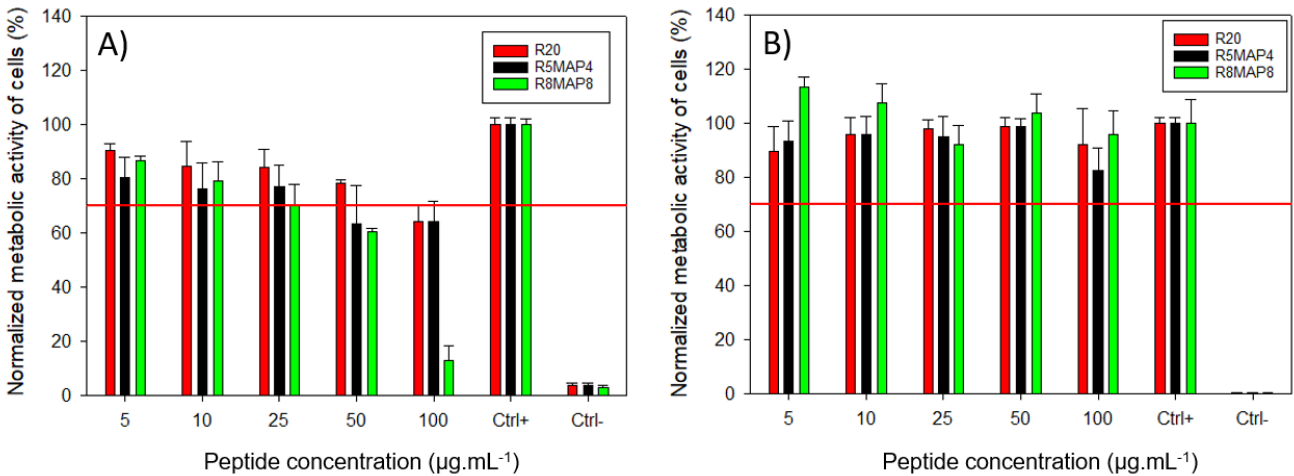 Normalized metabolic activity of cells (%)
140
120
100
80
60
40
20
0
A)
R20
R5MAP4
R8MAP8
5 10 25 50 100 Ctrl+ Ctrl-
Peptide concentration (µg.mL⁻¹)
Normalized metabolic activity of cells (%)
140
120
100
80
60
40
20
0
B)
R20
R5MAP4
R8MAP8
5 10 25 50 100 Ctrl+ Ctrl-
Peptide concentration (µg.mL⁻¹)